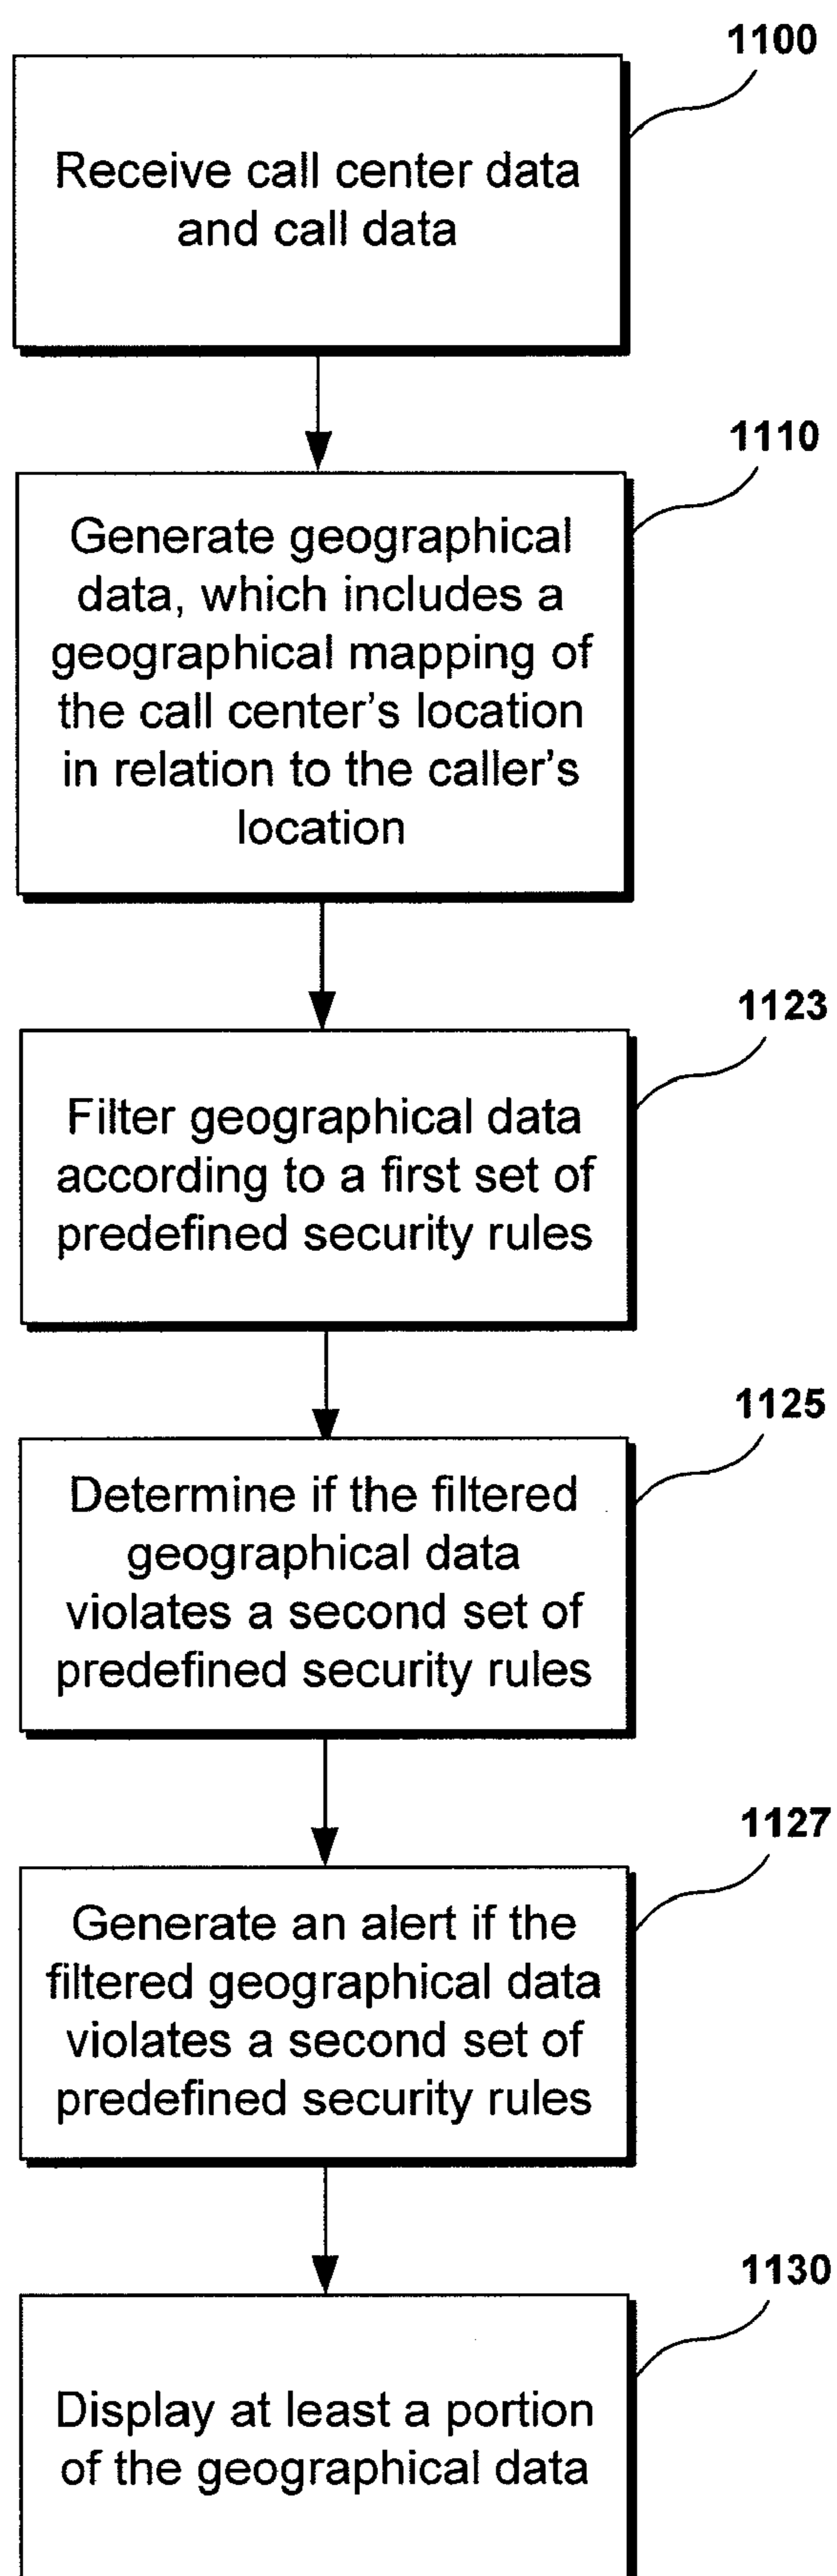 1100
Receive call center data
and call data
1110
Generate geographical
data, which includes a
geographical mapping of
the call center's location
in relation to the caller's
location
1123
Filter geographical data
according to a first set of
predefined security rules
1125
Determine if the filtered
geographical data
violates a second set of
predefined security rules
1127
Generate an alert if the
filtered geographical data
violates a second set of
predefined security rules
1130
Display at least a portion
of the geographical data